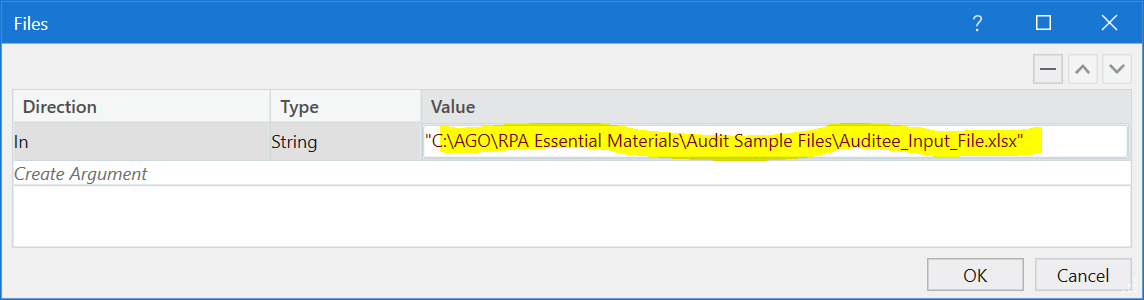 Files
Direction Type Value
In String "C:\AGO\RPA Essential Materials\Audit Sample Files\Auditee_Input_File.xlsx"
Create Argument
OK Cancel